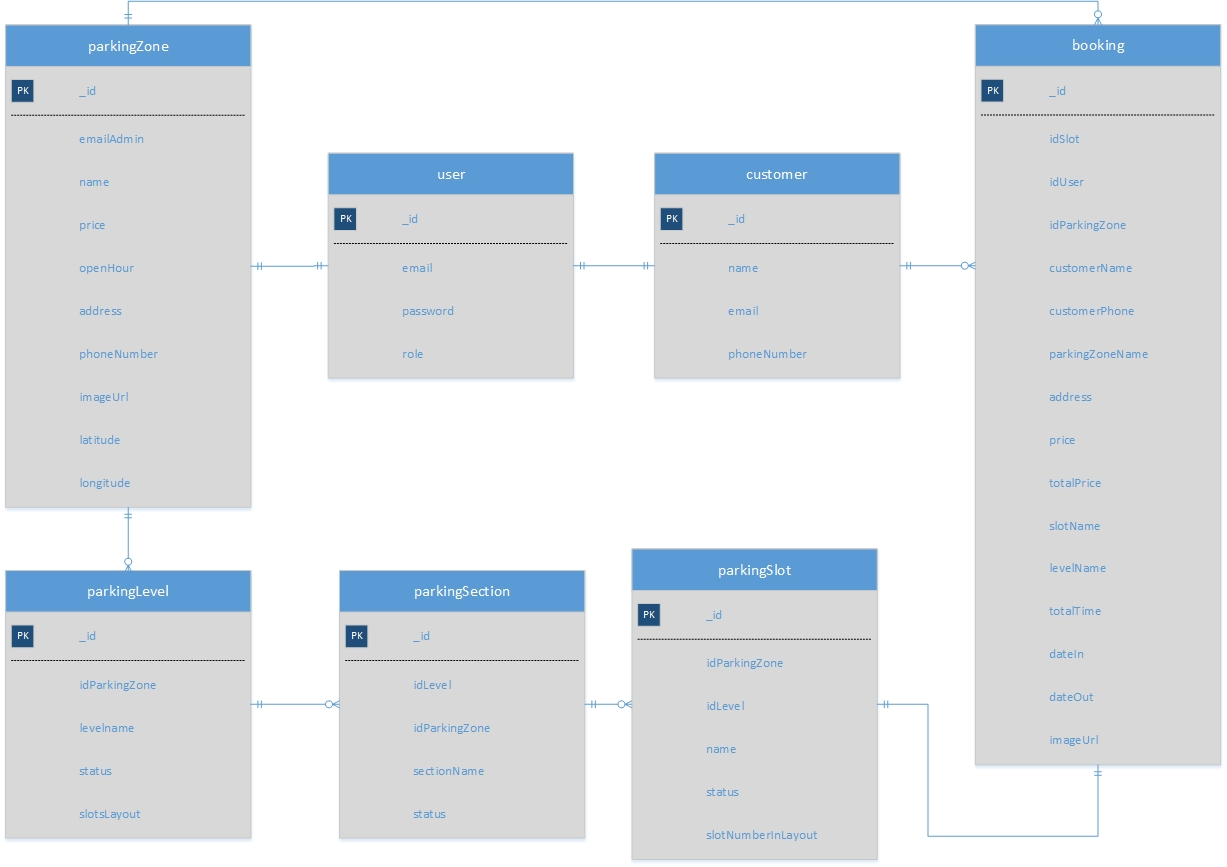 parkingZone
PK _id
emailAdmin
name
price
openHour
address
phoneNumber
imageUrl
latitude
longitude
user
PK _id
email
password
role
customer
PK _id
name
email
phoneNumber
booking
PK _id
idSlot
idUser
idParkingZone
customerName
customerPhone
parkingZoneName
address
price
totalPrice
slotName
levelName
totalTime
dateIn
dateOut
imageUrl
parkingLevel
PK _id
idParkingZone
levelname
status
slotsLayout
parkingSection
PK _id
idLevel
idParkingZone
sectionName
status
parkingSlot
PK _id
idParkingZone
idLevel
name
status
slotNumberInLayout